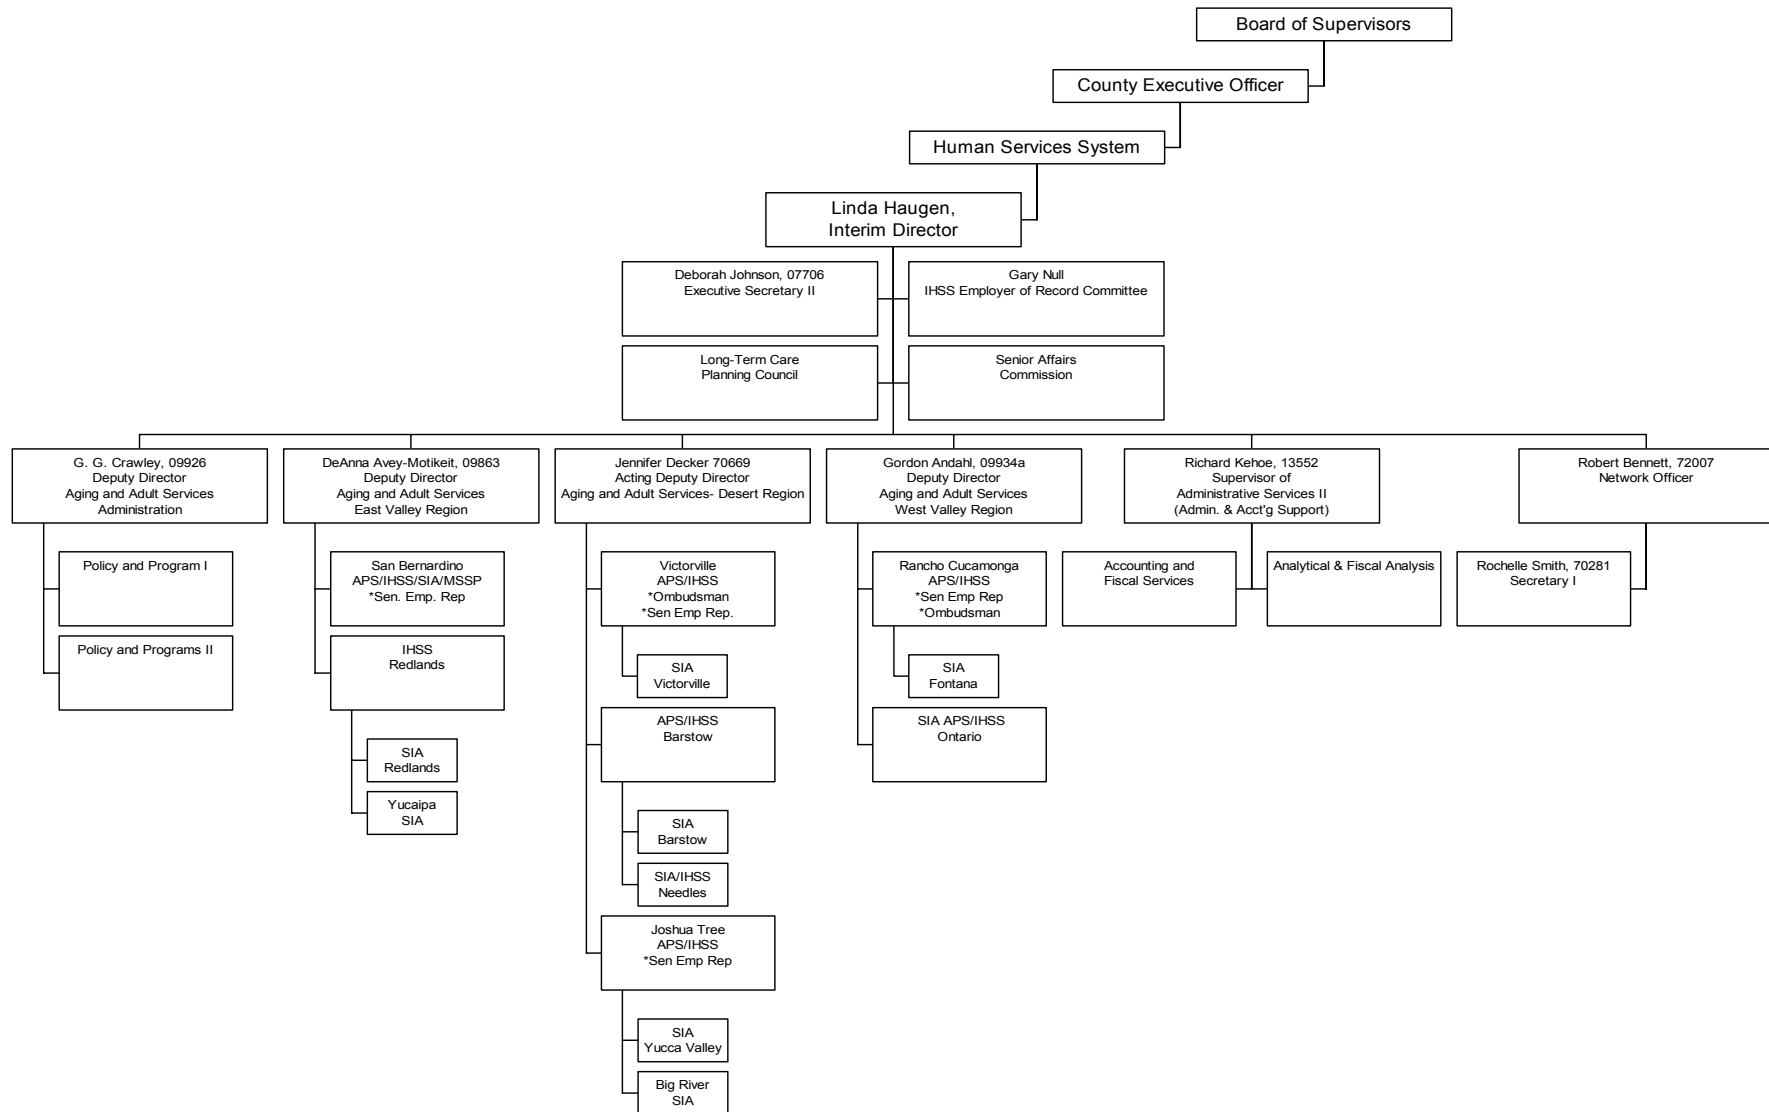 Board of Supervisors
County Executive Officer
Human Services System
Linda Haugen,
Interim Director
Deborah Johnson, 07706
Executive Secretary II
Gary Null
IHSS Employer of Record Committee
Long-Term Care
Planning Council
Senior Affairs
Commission
G. G. Crawley, 09926
Deputy Director
Aging and Adult Services
Administration
Policy and Program I
Policy and Programs II
DeAnna Avey-Motikeit, 09863
Deputy Director
Aging and Adult Services
East Valley Region
San Bernardino
APS/IHSS/SIA/MSSP
*Sen. Emp. Rep
IHSS
Redlands
SIA
Redlands
Yucaipa
SIA
Jennifer Decker 70669
Acting Deputy Director
Aging and Adult Services- Desert Region
Victorville
APS/IHSS
*Ombudsman
*Sen Emp Rep.
SIA
Victorville
APS/IHSS
Barstow
SIA
Barstow
SIA/IHSS
Needles
Joshua Tree
APS/IHSS
*Sen Emp Rep
SIA
Yucca Valley
Big River
SIA
Gordon Andahl, 09934a
Deputy Director
Aging and Adult Services
West Valley Region
Rancho Cucamonga
APS/IHSS
*Sen Emp Rep
*Ombudsman
SIA
Fontana
SIA APS/IHSS
Ontario
Richard Kehoe, 13552
Supervisor of
Administrative Services II
(Admin. & Acct'g Support)
Accounting and
Fiscal Services
Analytical & Fiscal Analysis
Robert Bennett, 72007
Network Officer
Rochelle Smith, 70281
Secretary I